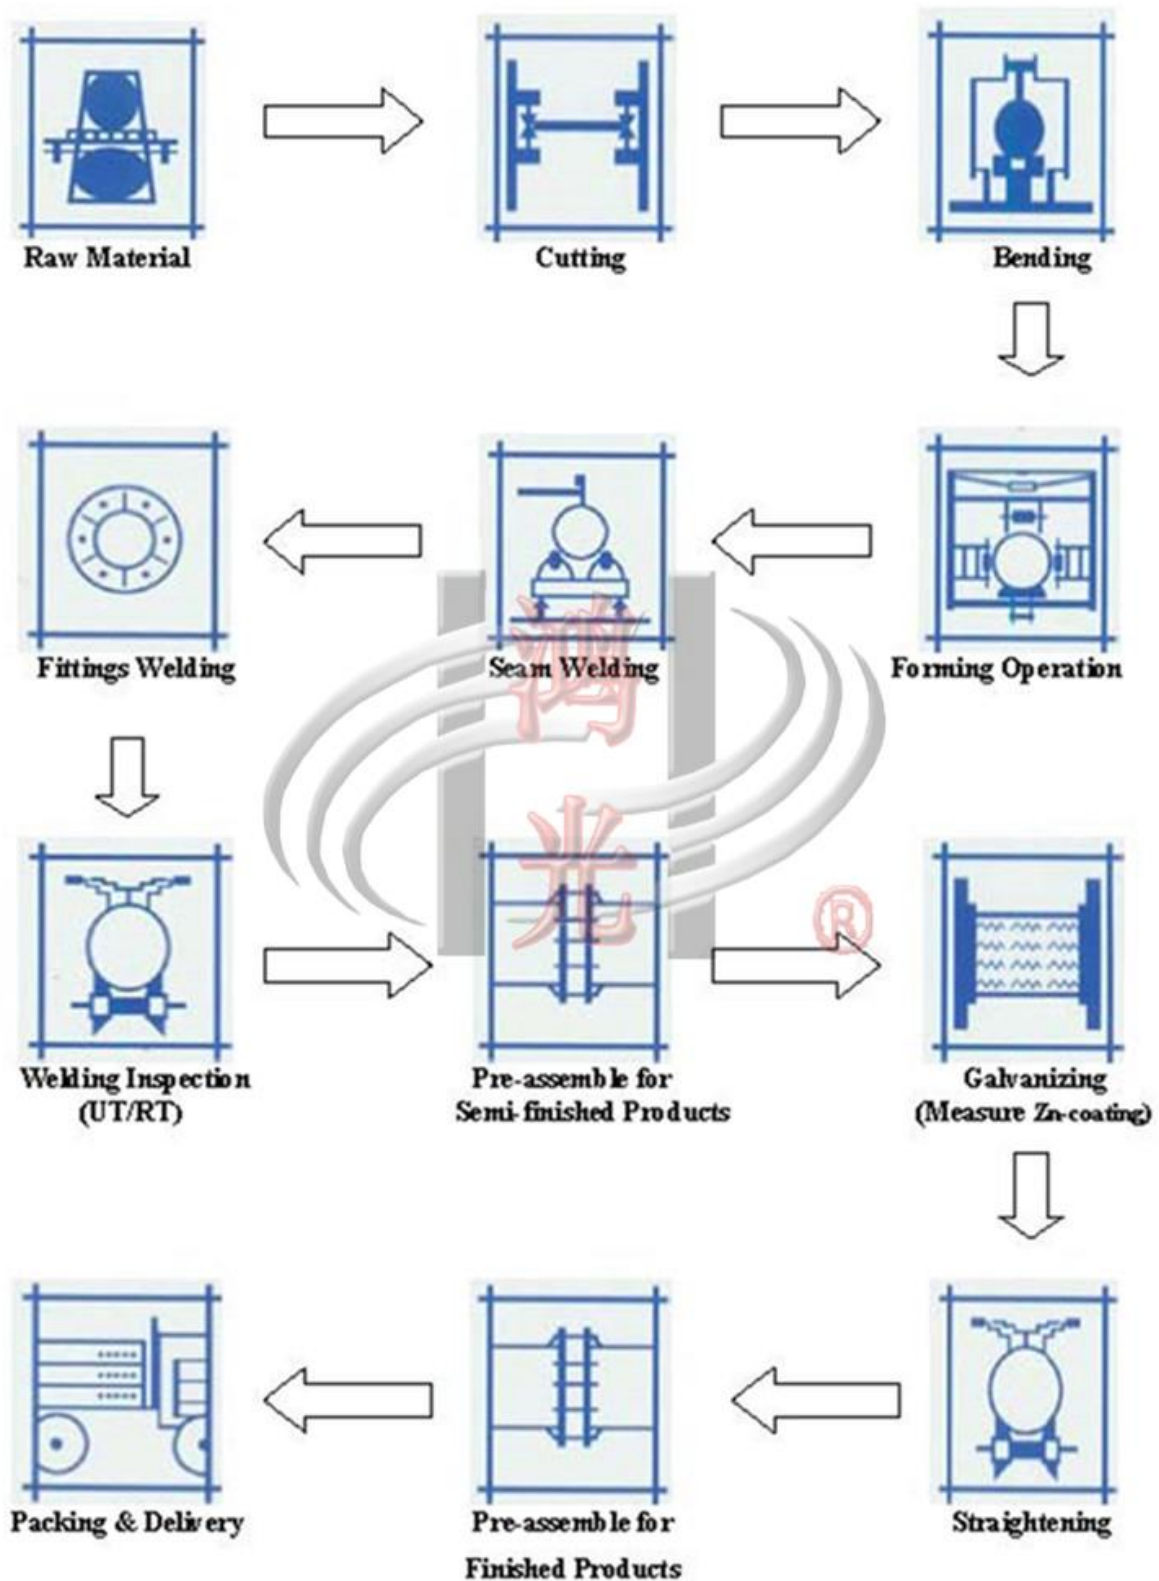 Raw Material
Cutting
Bending
Fittings Welding
Seam Welding
Forming Operation
鸿
光
®
Welding Inspection
(UT/RT)
Pre-assemble for
Semi-finished Products
Galvanizing
(Measure Zn-coating)
Packing & Delivery
Pre-assemble for
Finished Products
Straightening